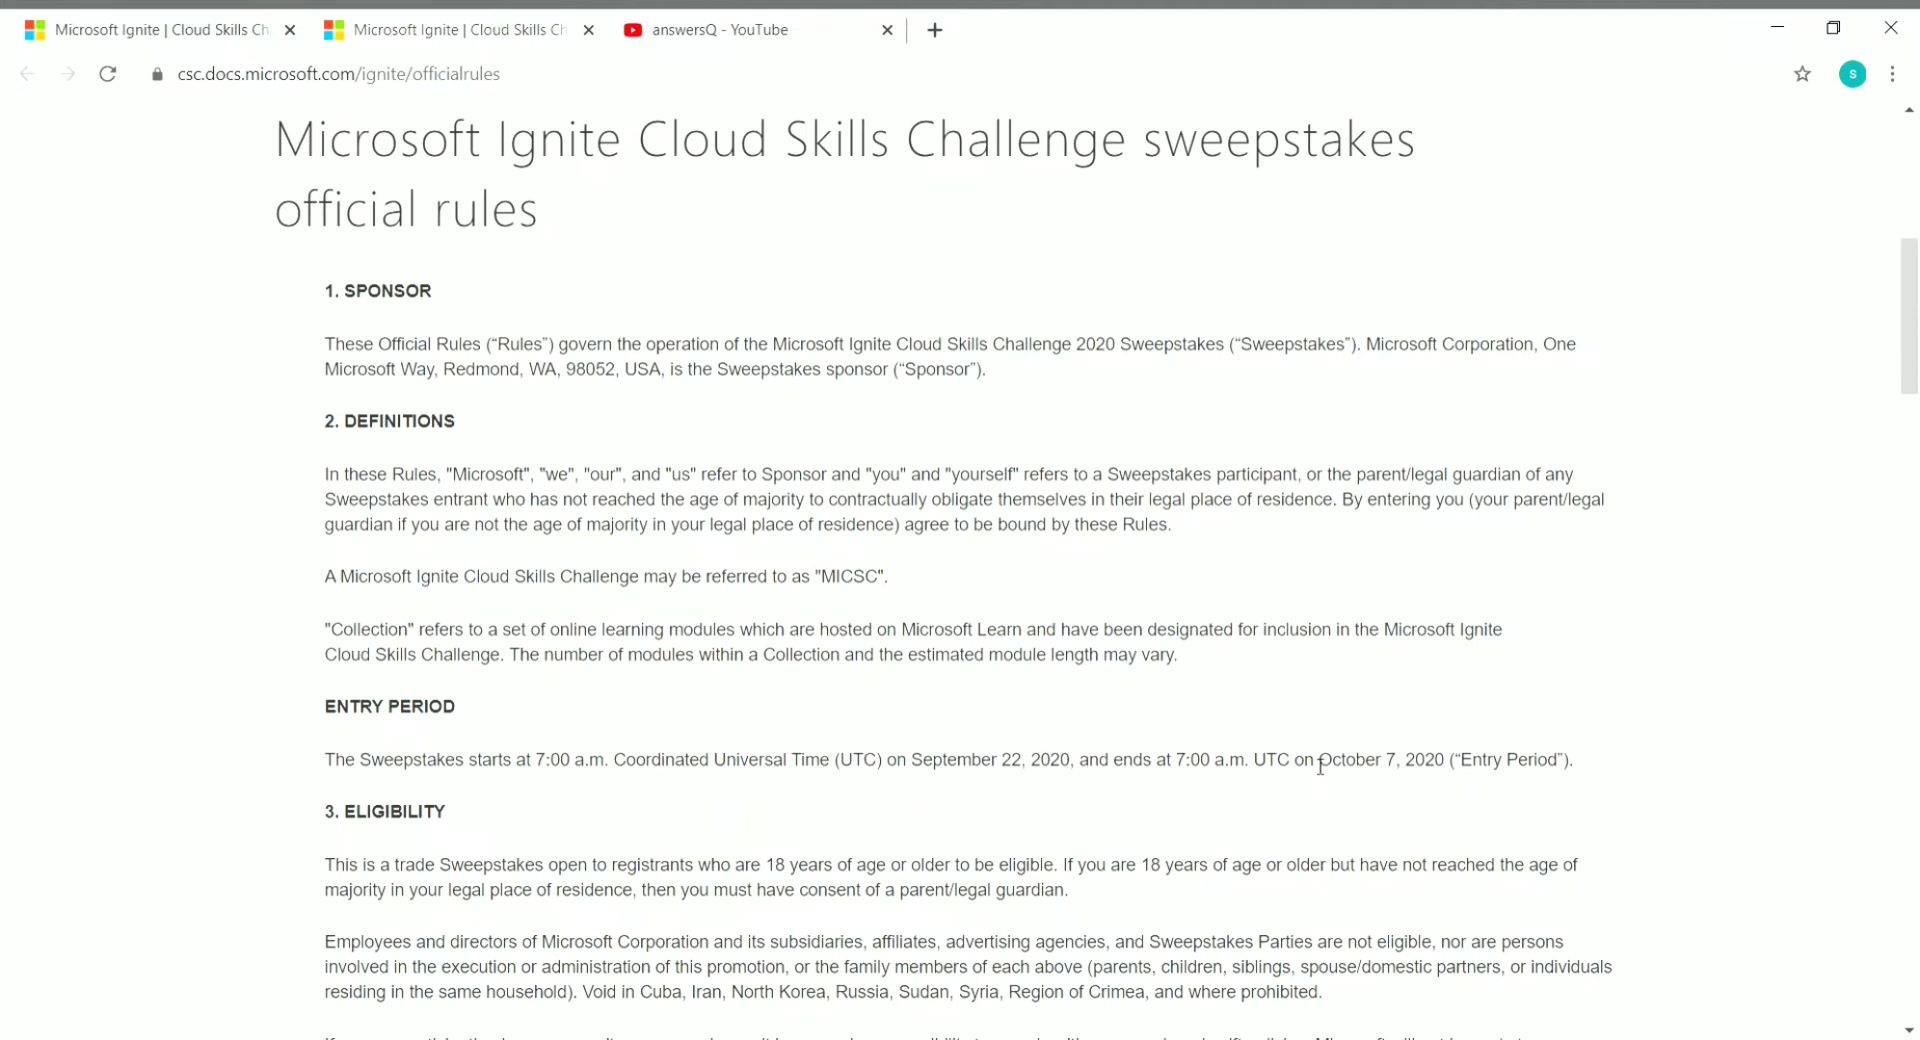 Microsoft Ignite | Cloud Skills Ch
Microsoft Ignite | Cloud Skills Ch
answersQ - YouTube
csc.docs.microsoft.com/ignite/officialrules
S
Microsoft Ignite Cloud Skills Challenge sweepstakes
official rules
1. SPONSOR
These Official Rules (“Rules”) govern the operation of the Microsoft Ignite Cloud Skills Challenge 2020 Sweepstakes (“Sweepstakes”). Microsoft Corporation, One
Microsoft Way, Redmond, WA, 98052, USA, is the Sweepstakes sponsor (“Sponsor”).
2. DEFINITIONS
In these Rules, "Microsoft", "we", "our", and "us" refer to Sponsor and "you" and "yourself" refers to a Sweepstakes participant, or the parent/legal guardian of any
Sweepstakes entrant who has not reached the age of majority to contractually obligate themselves in their legal place of residence. By entering you (your parent/legal
guardian if you are not the age of majority in your legal place of residence) agree to be bound by these Rules.
A Microsoft Ignite Cloud Skills Challenge may be referred to as "MICSC".
"Collection" refers to a set of online learning modules which are hosted on Microsoft Learn and have been designated for inclusion in the Microsoft Ignite
Cloud Skills Challenge. The number of modules within a Collection and the estimated module length may vary.
ENTRY PERIOD
The Sweepstakes starts at 7:00 a.m. Coordinated Universal Time (UTC) on September 22, 2020, and ends at 7:00 a.m. UTC on October 7, 2020 (“Entry Period”).
3. ELIGIBILITY
This is a trade Sweepstakes open to registrants who are 18 years of age or older to be eligible. If you are 18 years of age or older but have not reached the age of
majority in your legal place of residence, then you must have consent of a parent/legal guardian.
Employees and directors of Microsoft Corporation and its subsidiaries, affiliates, advertising agencies, and Sweepstakes Parties are not eligible, nor are persons
involved in the execution or administration of this promotion, or the family members of each above (parents, children, siblings, spouse/domestic partners, or individuals
residing in the same household). Void in Cuba, Iran, North Korea, Russia, Sudan, Syria, Region of Crimea, and where prohibited.